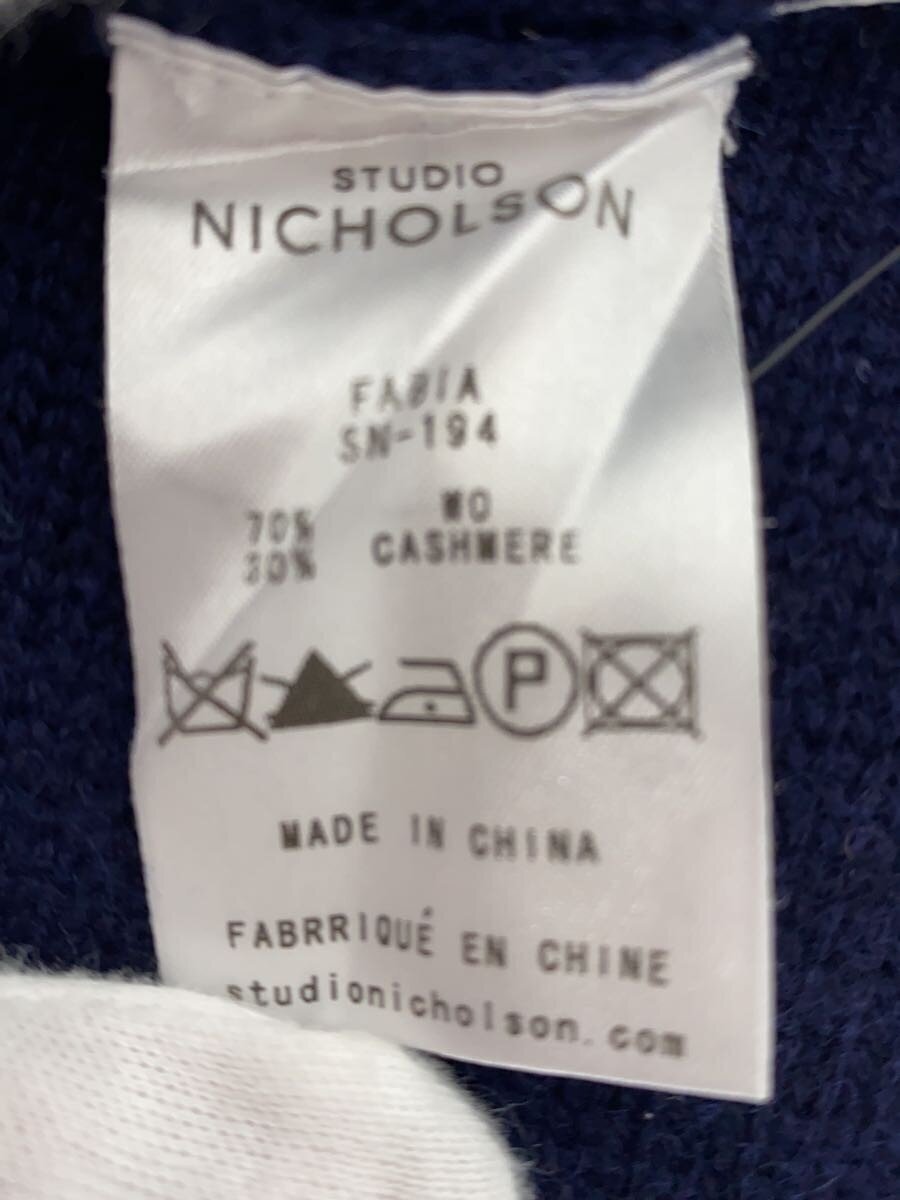 STUDIO
NICHOLSON
FABIA
SN-194
70% WO
30% CASHMERE
P
MADE IN CHINA
FABRRIQUÉ EN CHINE
studionicholson.com